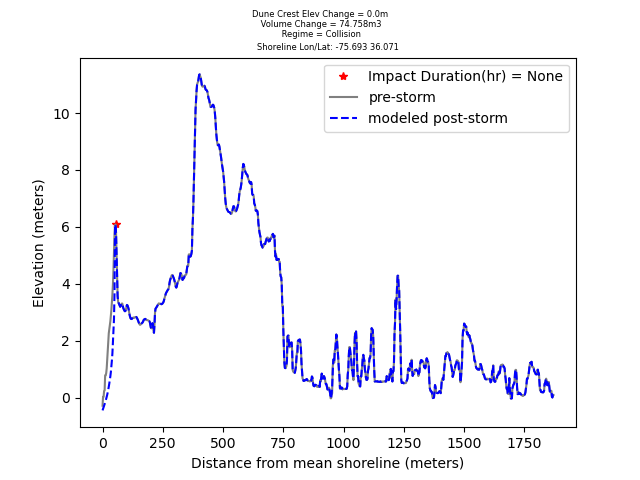 Dune Crest Elev Change = 0.0m
Volume Change = 74.758m3
Regime = Collision
Shoreline Lon/Lat: -75.693 36.071
Impact Duration(hr) = None
pre-storm
modeled post-storm
Elevation (meters)
10
8
6
4
2
0
0
250
500
750
1000
1250
1500
1750
Distance from mean shoreline (meters)